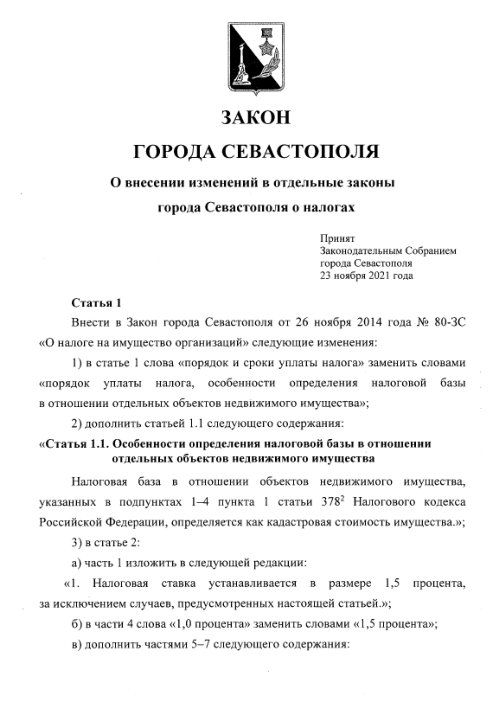 ЗАКОН
ГОРОДА СЕВАСТОПОЛЯ
О внесении изменений в отдельные законы
города Севастополя о налогах
Принят
Законодательным Собранием
города Севастополя
23 ноября 2021 года
Статья 1
Внести в Закон города Севастополя от 26 ноября 2014 года № 80-ЗС
«О налоге на имущество организаций» следующие изменения:
1) в статье 1 слова «порядок и сроки уплаты налога» заменить словами
«порядок уплаты налога, особенности определения налоговой базы
в отношении отдельных объектов недвижимого имущества»;
2) дополнить статьей 1.1 следующего содержания:
«Статья 1.1. Особенности определения налоговой базы в отношении
отдельных объектов недвижимого имущества
Налоговая база в отношении объектов недвижимого имущества,
указанных в подпунктах 1–4 пункта 1 статьи 378² Налогового кодекса
Российской Федерации, определяется как кадастровая стоимость имущества.»;
3) в статье 2:
а) часть 1 изложить в следующей редакции:
«1. Налоговая ставка устанавливается в размере 1,5 процента,
за исключением случаев, предусмотренных настоящей статьей.»;
б) в части 4 слова «1,0 процента» заменить словами «1,5 процента»;
в) дополнить частями 5–7 следующего содержания: